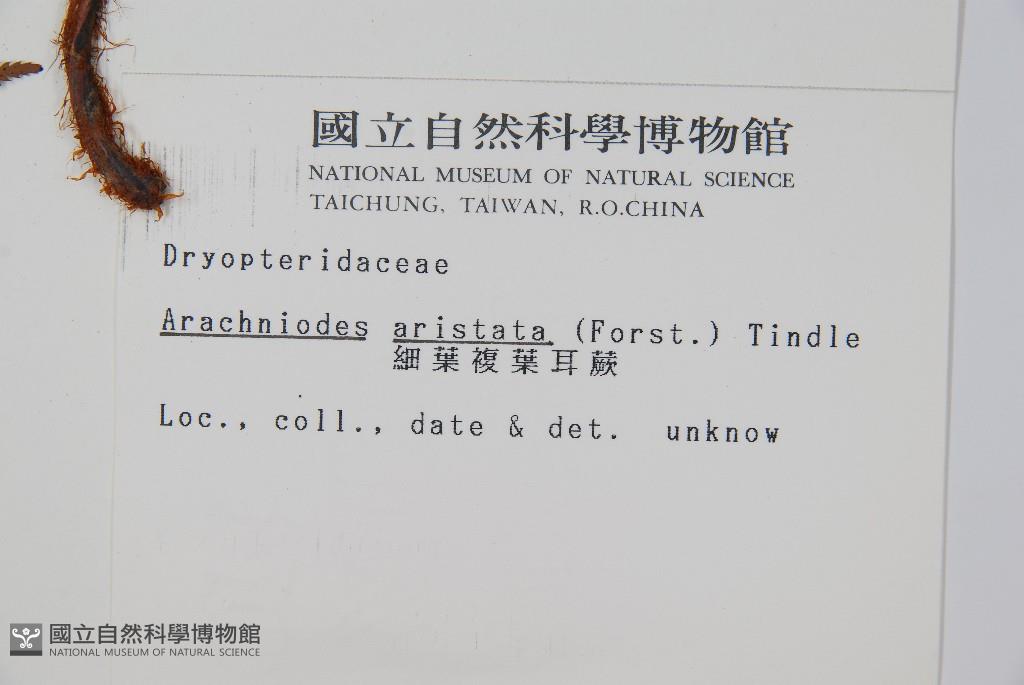 國立自然科學博物館
NATIONAL MUSEUM OF NATURAL SCIENCE
TAICHUNG, TAIWAN, R.O.CHINA
Dryopteridaceae
Arachniodes aristata (Forst.) Tindle
細葉複葉耳蕨
Loc., coll., date & det. unknow
國立自然科學博物館
NATIONAL MUSEUM OF NATURAL SCIENCE